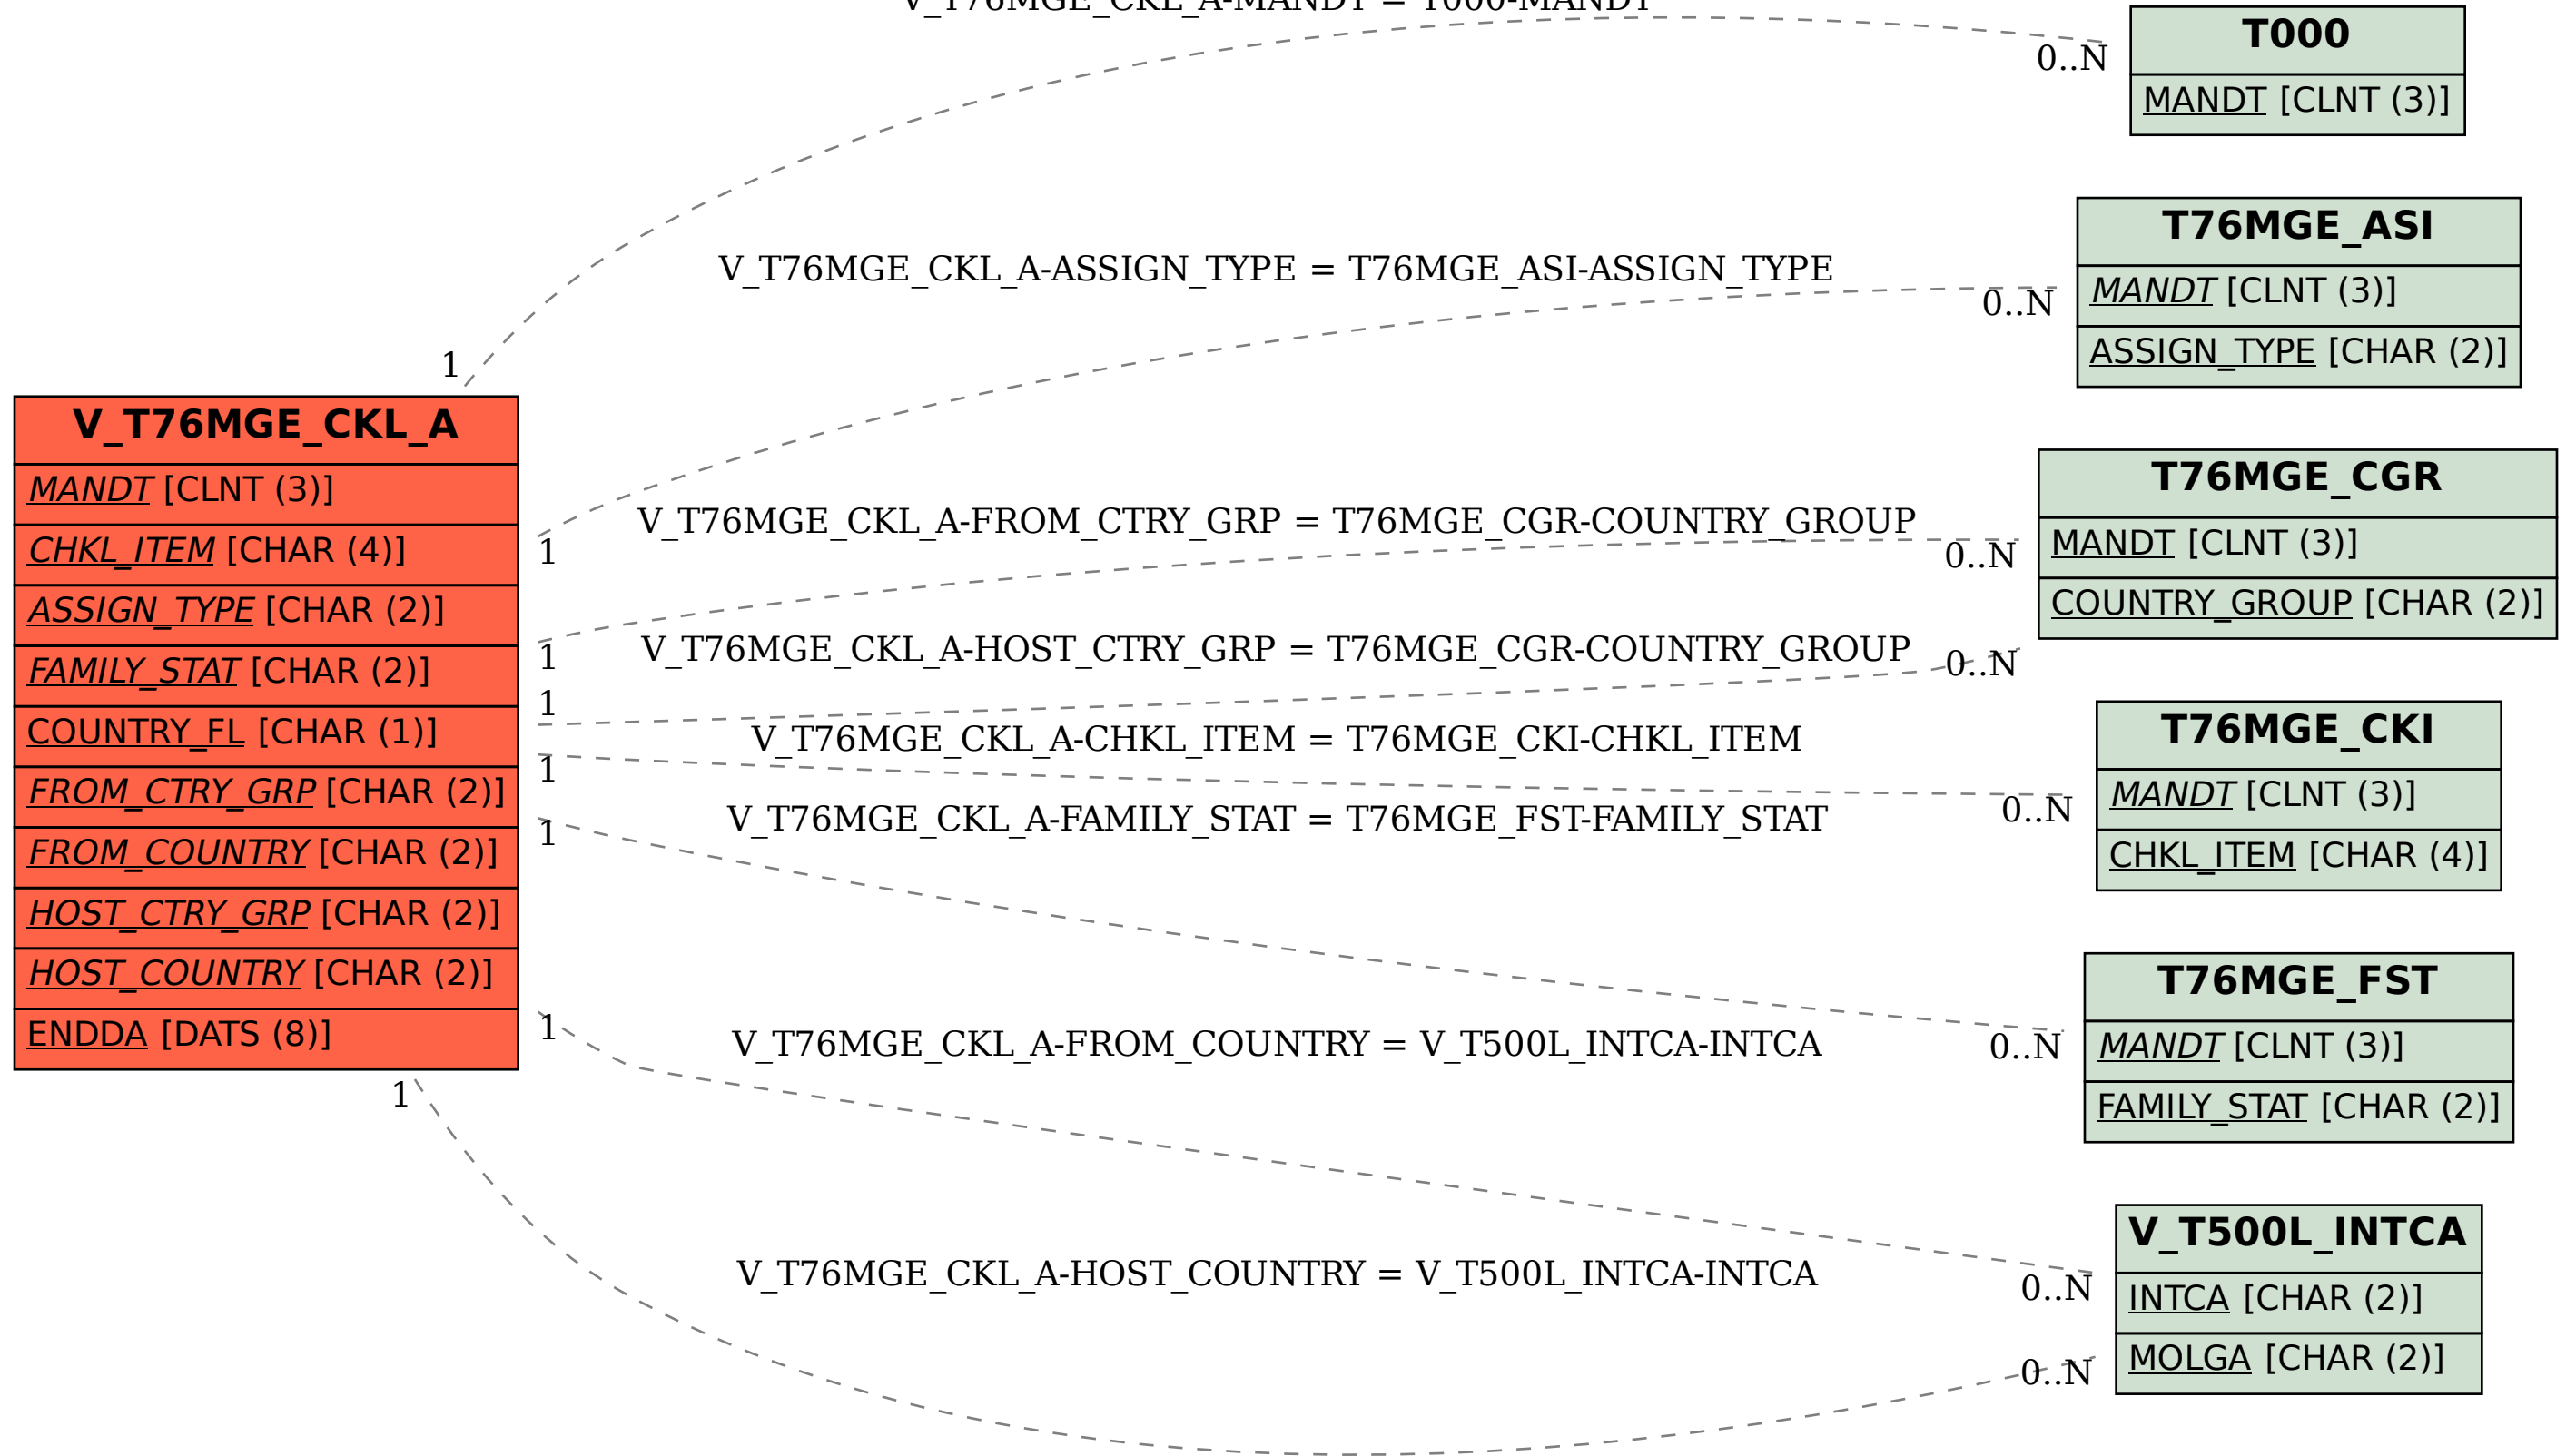 V_T76MGE_CKL_A-MANDT = T000-MANDT
0..N
T000
MANDT [CLNT (3)]
V_T76MGE_CKL_A-ASSIGN_TYPE = T76MGE_ASI-ASSIGN_TYPE
0..N
T76MGE_ASI
MANDT [CLNT (3)]
ASSIGN_TYPE [CHAR (2)]
1
V_T76MGE_CKL_A
MANDT [CLNT (3)]
CHKL_ITEM [CHAR (4)]
ASSIGN_TYPE [CHAR (2)]
FAMILY_STAT [CHAR (2)]
COUNTRY_FL [CHAR (1)]
FROM_CTRY_GRP [CHAR (2)]
FROM_COUNTRY [CHAR (2)]
HOST_CTRY_GRP [CHAR (2)]
HOST_COUNTRY [CHAR (2)]
ENDDA [DATS (8)]
1
V_T76MGE_CKL_A-FROM_CTRY_GRP = T76MGE_CGR-COUNTRY_GROUP
0..N
T76MGE_CGR
MANDT [CLNT (3)]
COUNTRY_GROUP [CHAR (2)]
1
V_T76MGE_CKL_A-HOST_CTRY_GRP = T76MGE_CGR-COUNTRY_GROUP
0..N
1
V_T76MGE_CKL_A-CHKL_ITEM = T76MGE_CKI-CHKL_ITEM
1
0..N
T76MGE_CKI
MANDT [CLNT (3)]
CHKL_ITEM [CHAR (4)]
V_T76MGE_CKL_A-FAMILY_STAT = T76MGE_FST-FAMILY_STAT
1
0..N
T76MGE_FST
MANDT [CLNT (3)]
FAMILY_STAT [CHAR (2)]
1
V_T76MGE_CKL_A-FROM_COUNTRY = V_T500L_INTCA-INTCA
0..N
1
V_T76MGE_CKL_A-HOST_COUNTRY = V_T500L_INTCA-INTCA
0..N
V_T500L_INTCA
INTCA [CHAR (2)]
MOLGA [CHAR (2)]